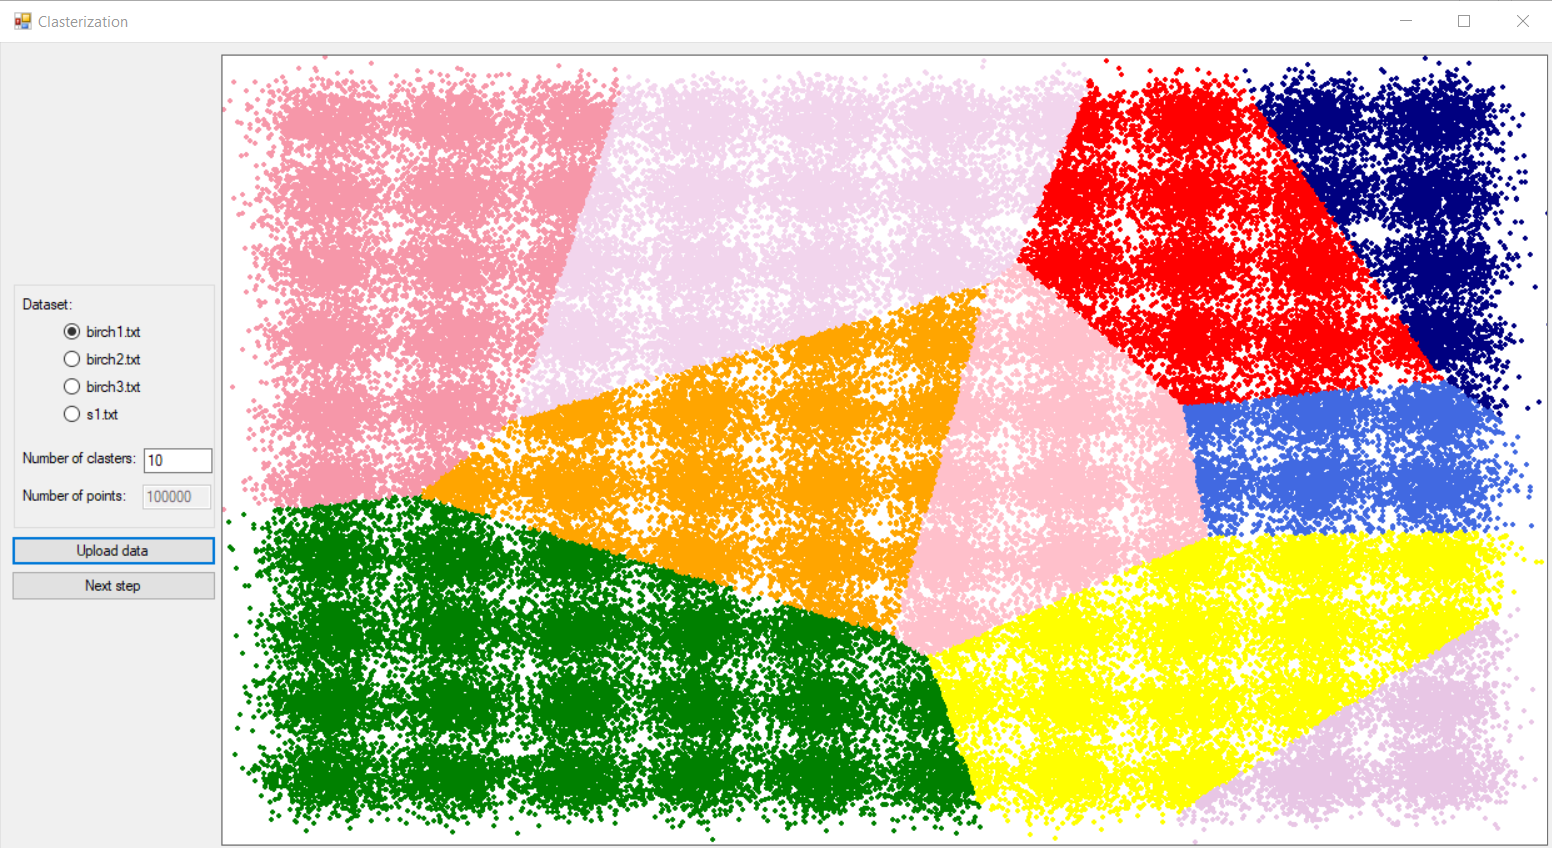 Clasterization
Dataset:
birch1.txt
birch2.txt
birch3.txt
s1.txt
Number of clasters: 10
Number of points: 100000
Upload data
Next step